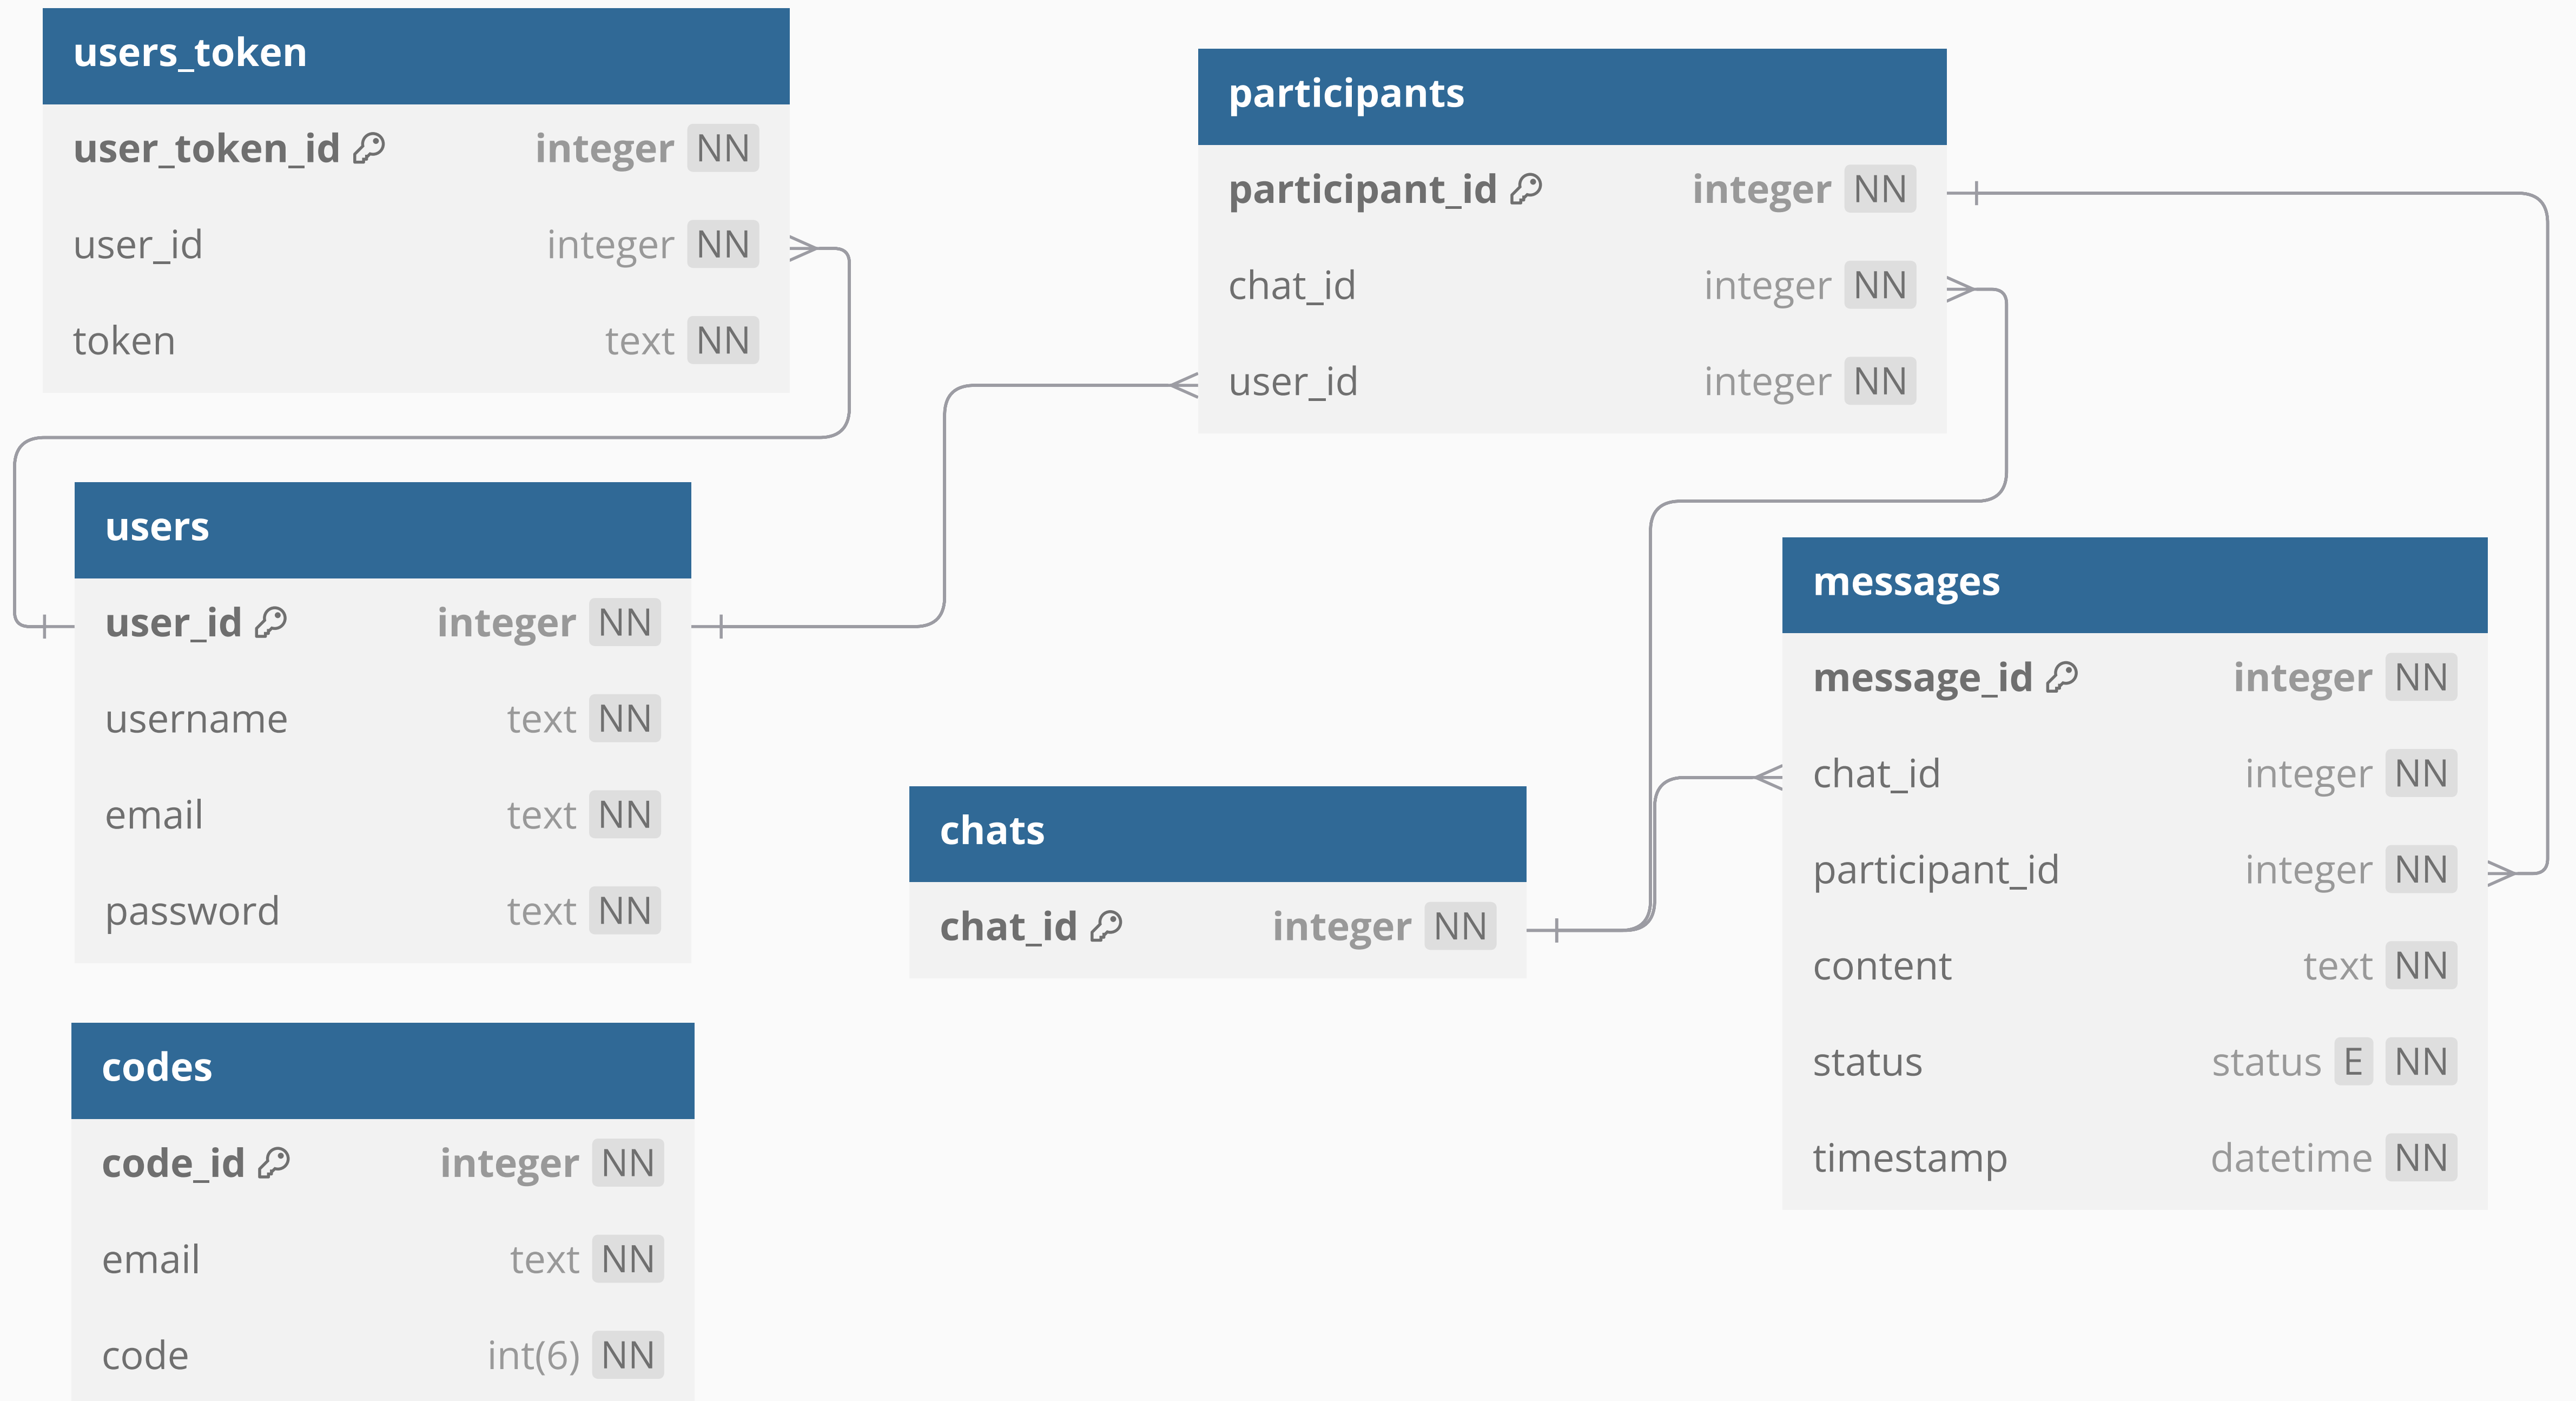 users_token
user_token_id integer NN
user_id integer NN
token text NN
participants
participant_id integer NN
chat_id integer NN
user_id integer NN
users
user_id integer NN
username text NN
email text NN
password text NN
messages
message_id integer NN
chat_id integer NN
participant_id integer NN
content text NN
status status E NN
timestamp datetime NN
chats
chat_id integer NN
codes
code_id integer NN
email text NN
code int(6) NN